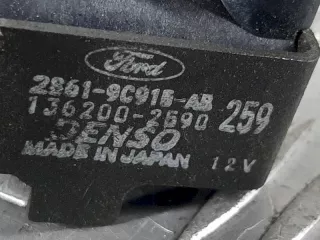 Ford
2S61-9C915-AB
136200-2690 259
DENSO
MADE IN JAPAN 12V